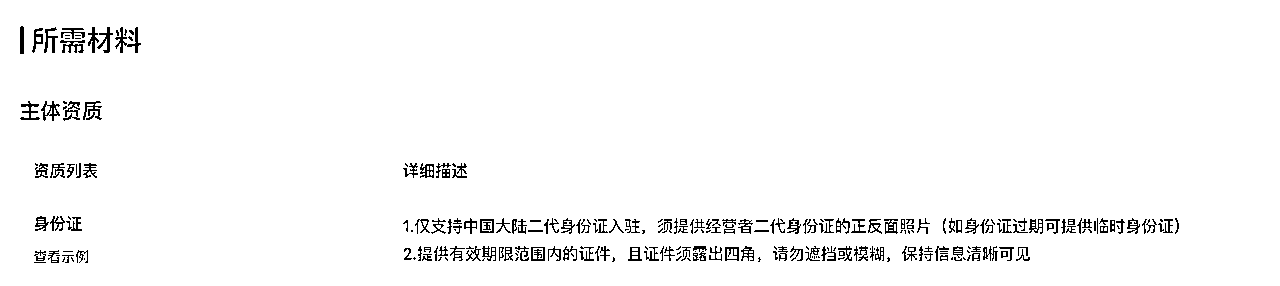 所需材料
主体资质
资质列表 详细描述
身份证 1.仅支持中国大陆二代身份证入驻，须提供经营者二代身份证的正反面照片（如身份证过期可提供临时身份证）
查看示例 2.提供有效期限范围内的证件，且证件须露出四角，请勿遮挡或模糊，保持信息清晰可见